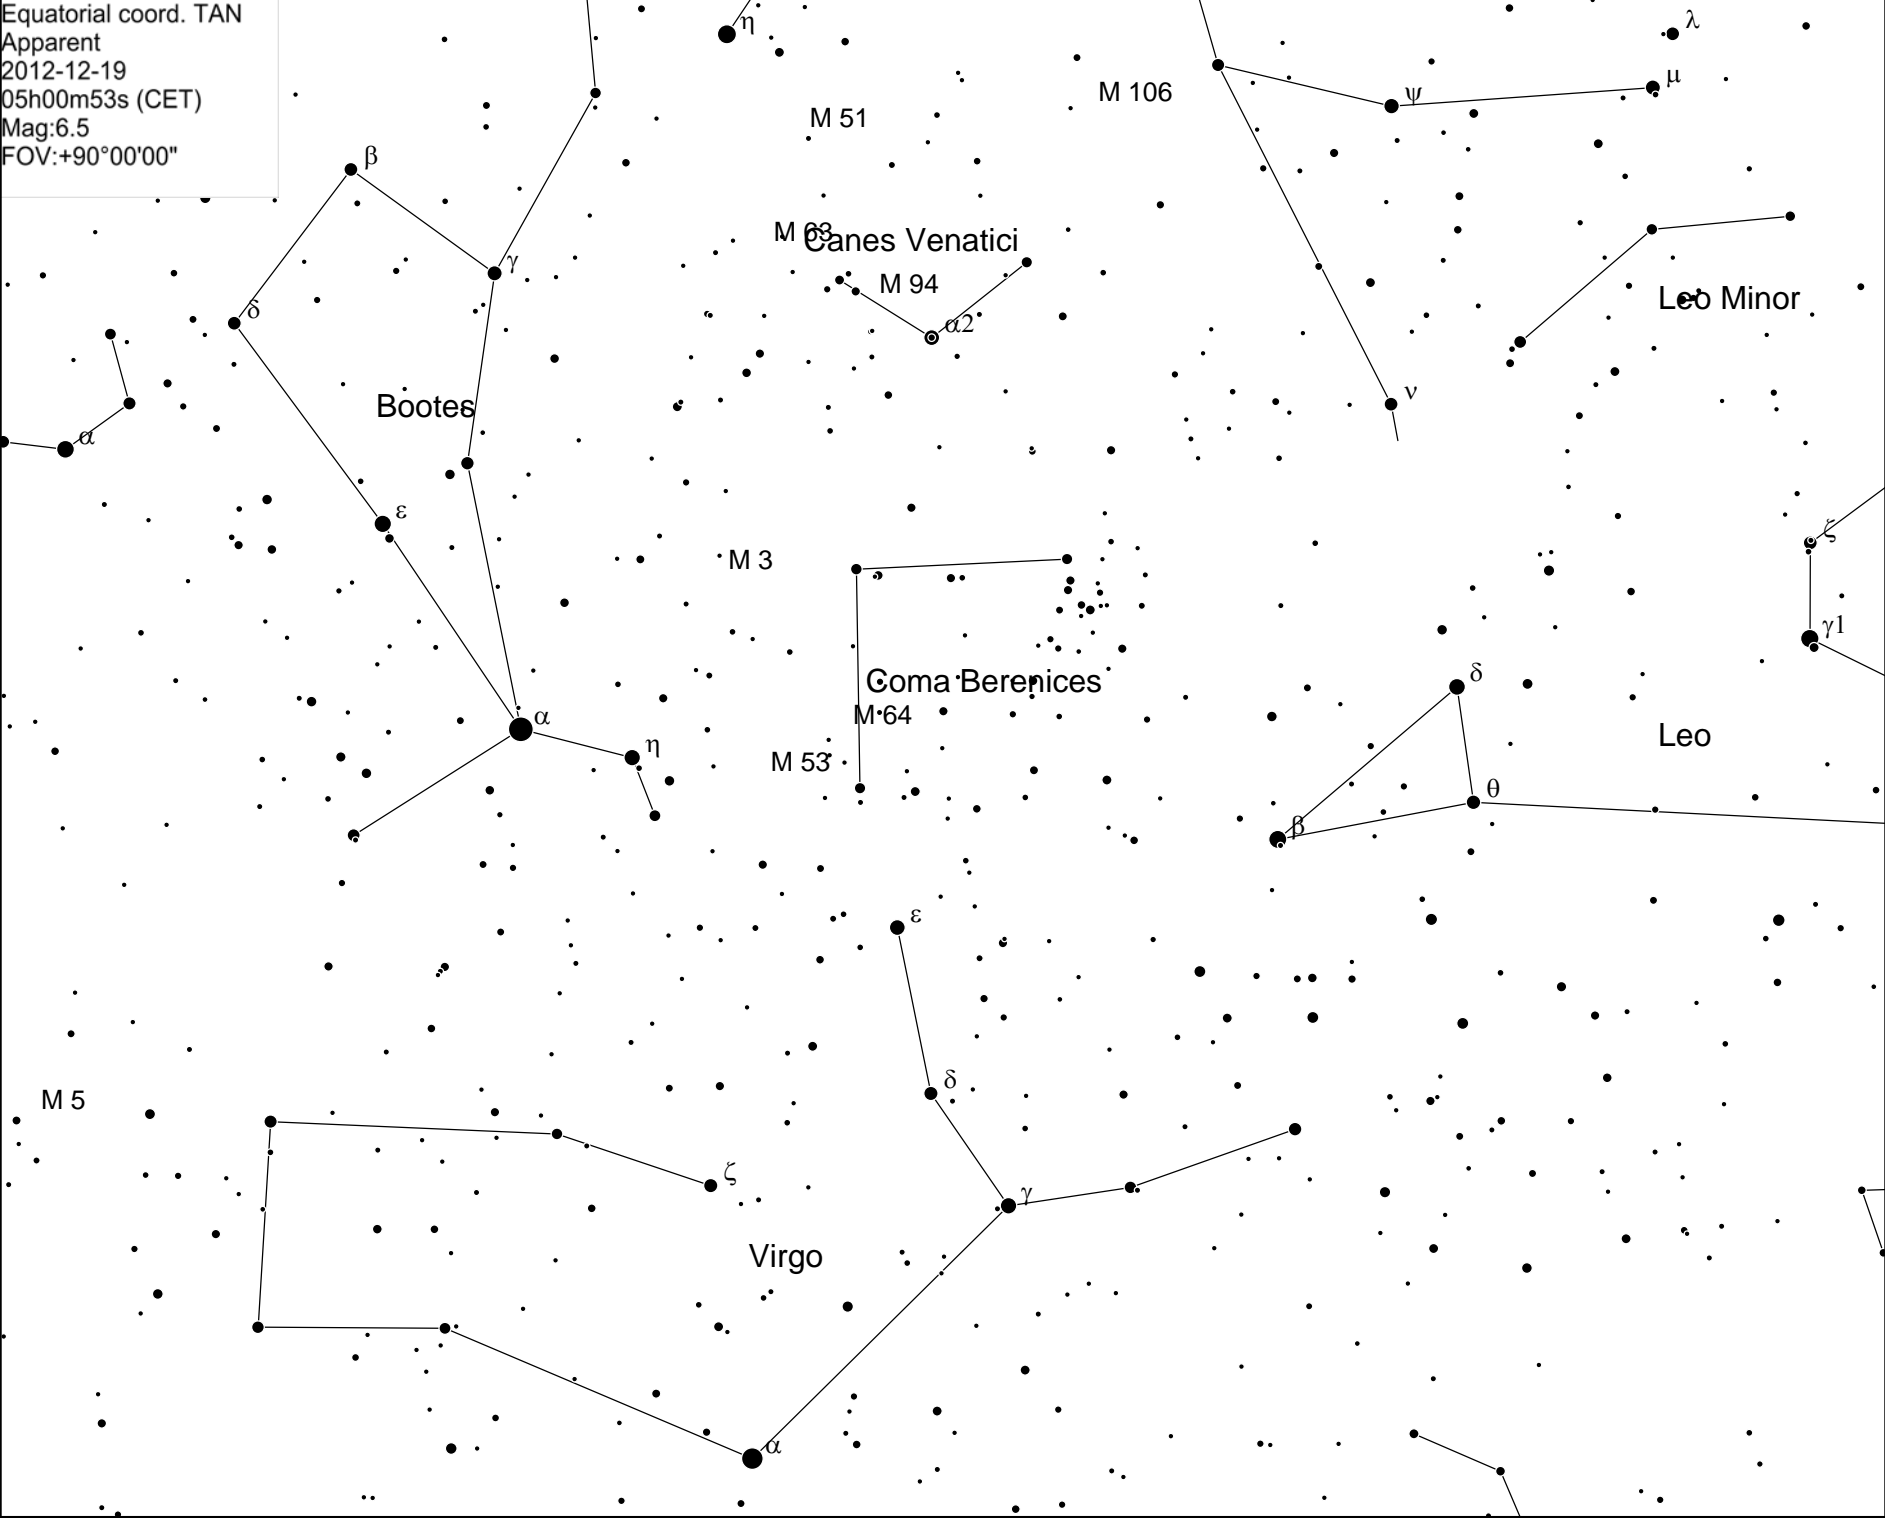 Equatorial coord. TAN
Apparent
2012-12-19
05h00m53s (CET)
Mag:6.5
FOV:+90°00'00"
η
λ
μ
ψ
M 106
M 51
β
M 63
Canes Venatici
γ
M 94
Leo Minor
δ
α2
ν
Bootes
α
ε
ζ
M 3
γ1
δ
Coma Berenices
M 64
α
Leo
η
M 53
θ
β
ε
δ
M 5
ζ
γ
Virgo
α